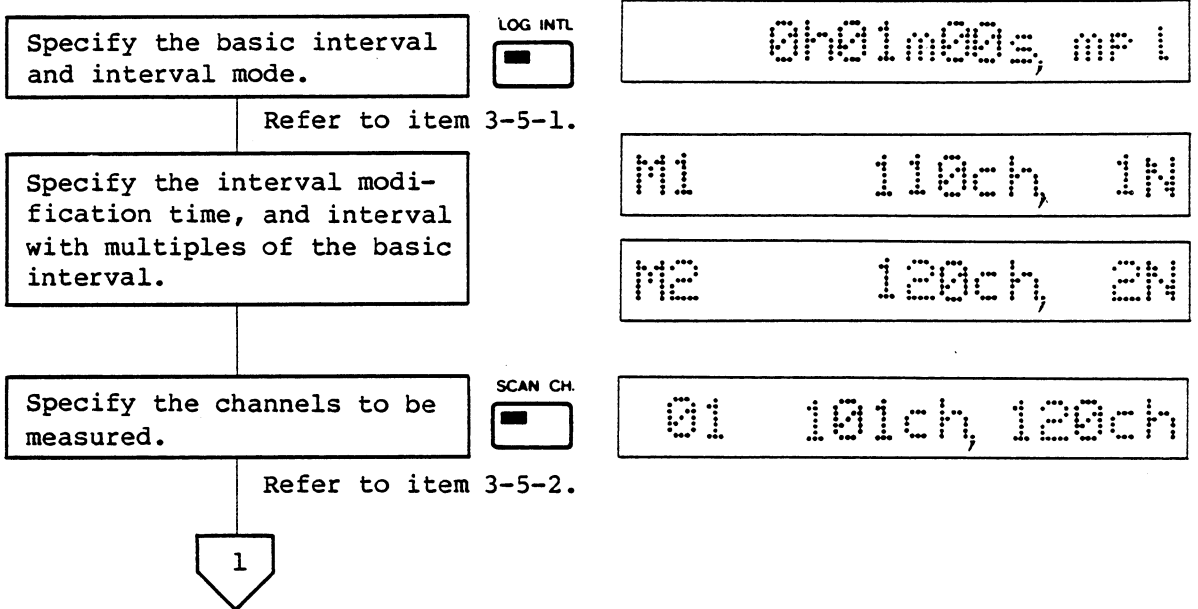 Specify the basic interval
and interval mode.
LOG INTL
0h01m00s, mp l
Refer to item 3-5-1.
Specify the interval modi-
fication time, and interval
with multiples of the basic
interval.
M1 110ch, 1N
M2 120ch, 2N
Specify the channels to be
measured.
SCAN CH.
01 101ch, 120ch
Refer to item 3-5-2.
1